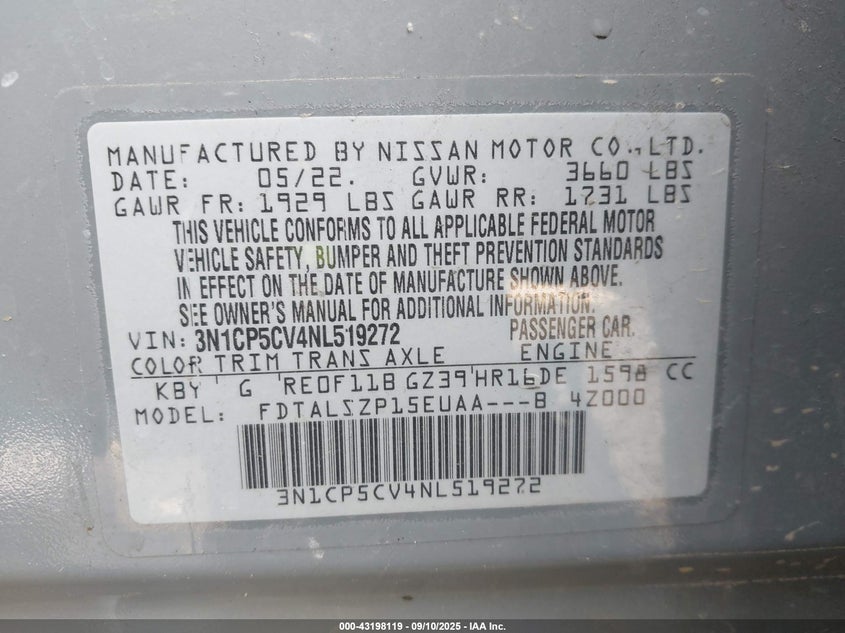 MANUFACTURED BY NISSAN MOTOR CO., LTD.
DATE: 05/22. GVWR: 3660 LBS
GAWR FR: 1929 LBS GAWR RR: 1731 LBS
THIS VEHICLE CONFORMS TO ALL APPLICABLE FEDERAL MOTOR
VEHICLE SAFETY, BUMPER AND THEFT PREVENTION STANDARDS
IN EFFECT ON THE DATE OF MANUFACTURE SHOWN ABOVE.
SEE OWNER'S MANUAL FOR ADDITIONAL INFORMATION.
VIN: 3N1CP5CV4NL519272 PASSENGER CAR.
COLOR TRIM TRANS AXLE ENGINE
KBY G RE0F11B GZ39 HR16DE 1598 CC
MODEL: FDTALSZP15EUAA---B 4Z000
3N1CP5CV4NL519272
000-43198119 - 09/10/2025 - IAA Inc.